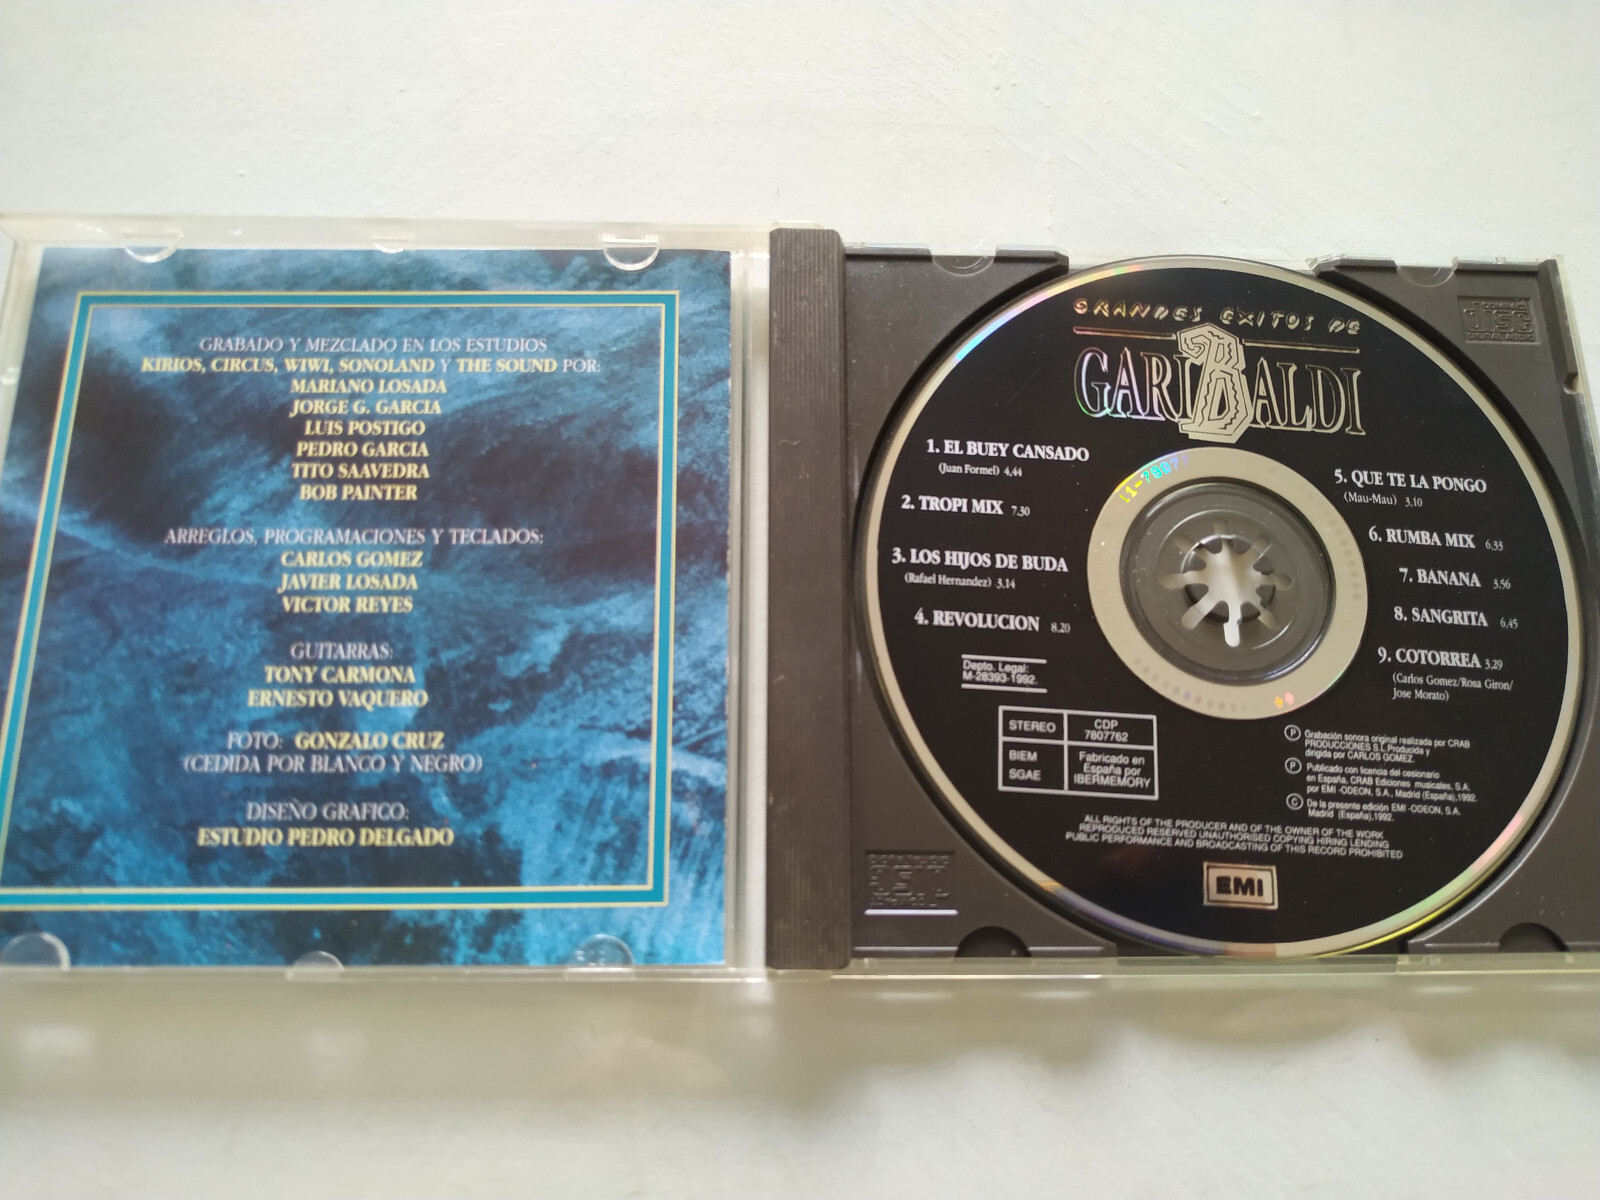 GRABADO Y MEZCLADO EN LOS ESTUDIOS
KIRIOS, CIRCUS, WIWI, SONOLAND Y THE SOUND POR:
MARIANO LOSADA
JORGE G. GARCIA
LUIS POSTIGO
PEDRO GARCIA
TITO SAAVEDRA
BOB PAINTER
ARREGLOS, PROGRAMACIONES Y TECLADOS:
CARLOS GOMEZ
JAVIER LOSADA
VICTOR REYES
GUITARRAS:
TONY CARMONA
ERNESTO VAQUERO
FOTO: GONZALO CRUZ
(CEDIDA POR BLANCO Y NEGRO)
DISEÑO GRAFICO:
ESTUDIO PEDRO DELGADO
GRANDES EXITOS DE
GARIBALDI
1. EL BUEY CANSADO
(Juan Formel) 4,44
2. TROPI MIX 7.30
3. LOS HIJOS DE BUDA
(Rafael Hernandez) 3.14
4. REVOLUCION 8.20
5. QUE TE LA PONGO
(Mau-Mau) 3.10
6. RUMBA MIX 6.33
7. BANANA 3.56
8. SANGRITA 6,45
9. COTORREA 3,29
(Carlos Gomez/Rosa Giron/
Jose Morato)
Depto. Legal:
M-28393-1992.
STEREO
CDP
7807762
BIEM
SGAE
Fabricado en
España por
IBERMEMORY
P Grabación sonora original realizada por CRAB
PRODUCCIONES S.L. Producida y
dirigida por CARLOS GOMEZ.
P Publicado con licencia del cesionario
en España, CRAB Ediciones musicales, S.A.
por EMI -ODEON, S.A., Madrid (España),1992.
C De la presente edición EMI -ODEON, S.A.
Madrid (España),1992.
ALL RIGHTS OF THE PRODUCER AND OF THE OWNER OF THE WORK
REPRODUCED RESERVED UNAUTHORISED COPYING HIRING LENDING
PUBLIC PERFORMANCE AND BROADCASTING OF THIS RECORD PROHIBITED
EMI
COMPACT
disc
DIGITAL AUDIO